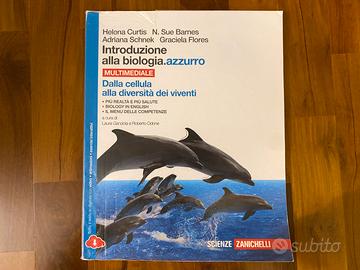 Helena Curtis N. Sue Barnes
Adriana Schnek Graciela Flores
Introduzione
alla biologia.azzurro
MULTIMEDIALE
Dalla cellula
alla diversità dei viventi
• PIÙ REALTÀ E PIÙ SALUTE
• BIOLOGY IN ENGLISH
• IL MENU DELLE COMPETENZE
a cura di
Laura Gandola e Roberto Odone
SCIENZE ZANICHELLI
subito